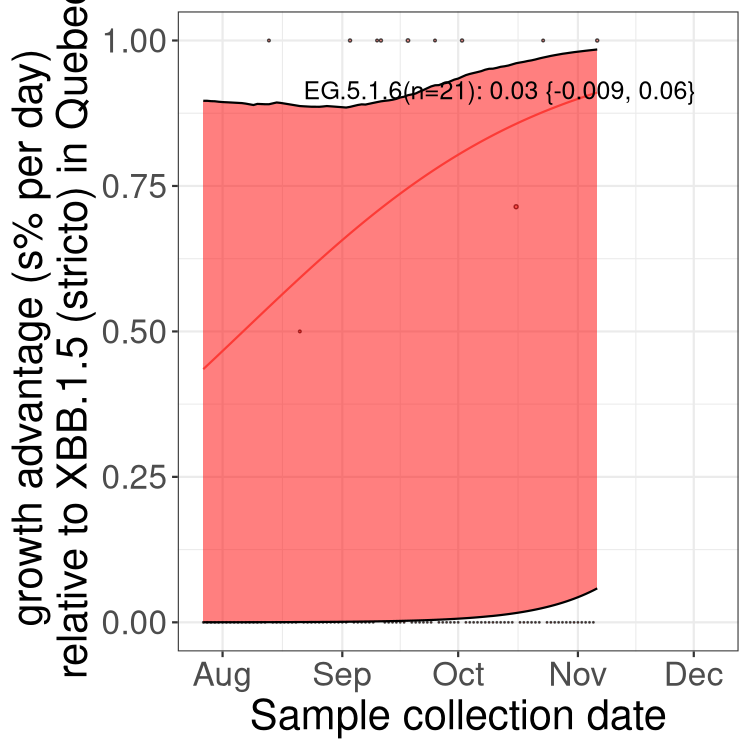 growth advantage (s% per day)
relative to XBB.1.5 (stricto) in Quebec
1.00
0.75
0.50
0.25
0.00
EG.5.1.6(n=21): 0.03 {-0.009, 0.06}
Aug Sep Oct Nov Dec
Sample collection date